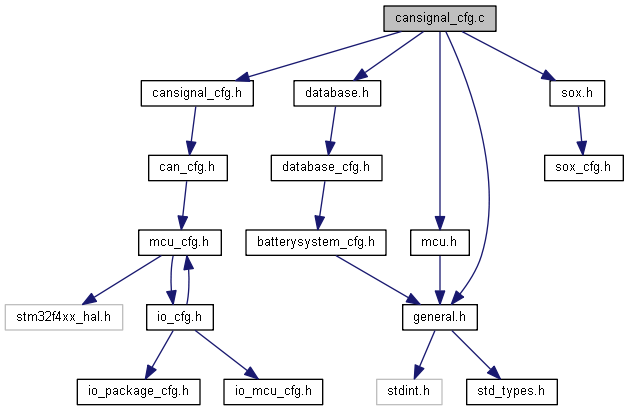 cansignal_cfg.c
cansignal_cfg.h
database.h
sox.h
can_cfg.h
database_cfg.h
sox_cfg.h
mcu_cfg.h
batterysystem_cfg.h
mcu.h
stm32f4xx_hal.h
io_cfg.h
general.h
io_package_cfg.h
io_mcu_cfg.h
stdint.h
std_types.h